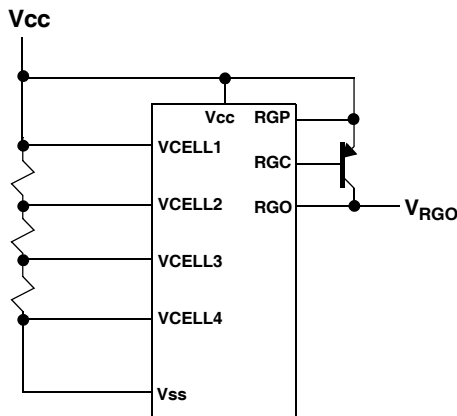 Vcc
Vcc
RGP
VCELL1
RGC
VCELL2
RGO
VRGO
VCELL3
VCELL4
Vss